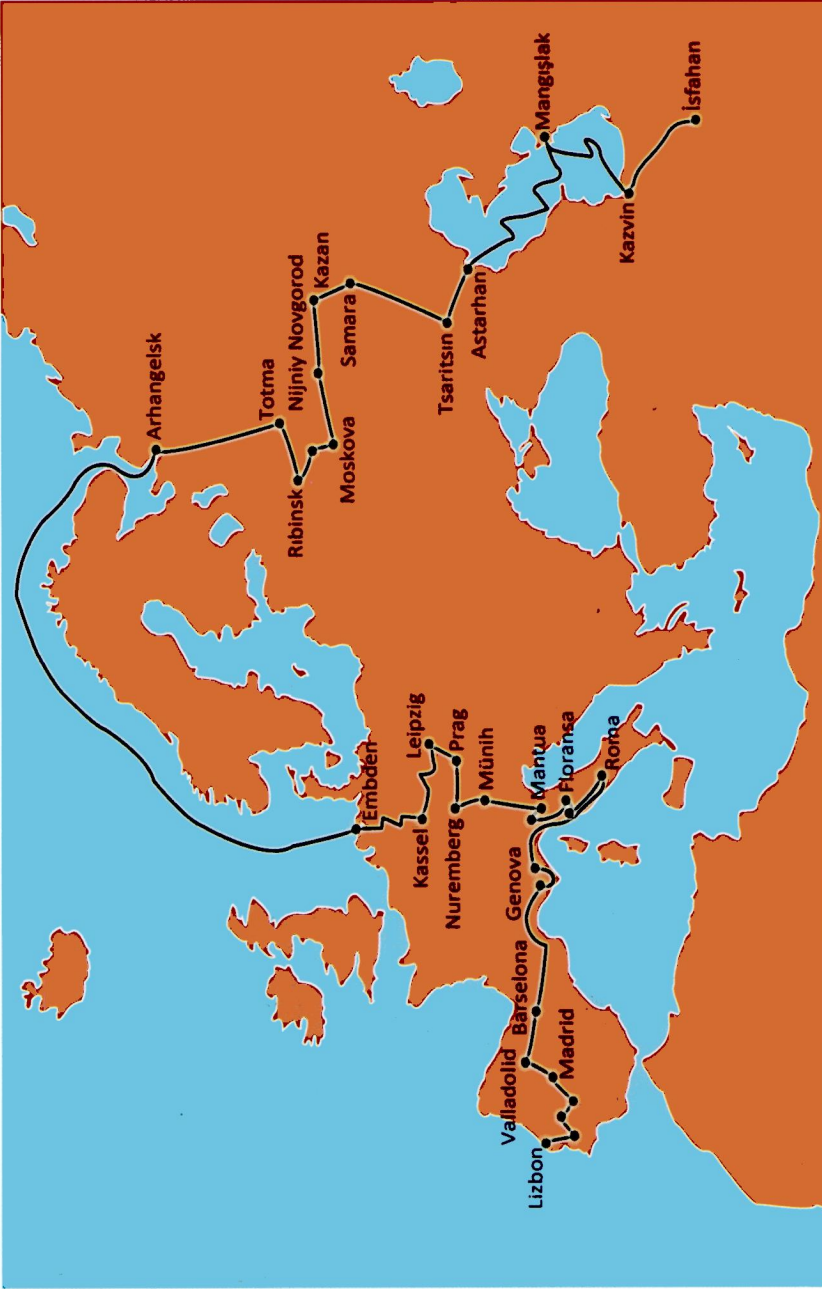 Arhangelsk
Totma
Ribinsk
Moskova
Nijniy Novgorod
Kazan
Samara
Tsaritsın
Astarhan
Mangışlak
Kazvin
İsfahan
Embden
Kassel
Leipzig
Prag
Nuremberg
Münih
Mantua
Floransa
Roma
Genova
Barselona
Valladolid
Madrid
Lizbon